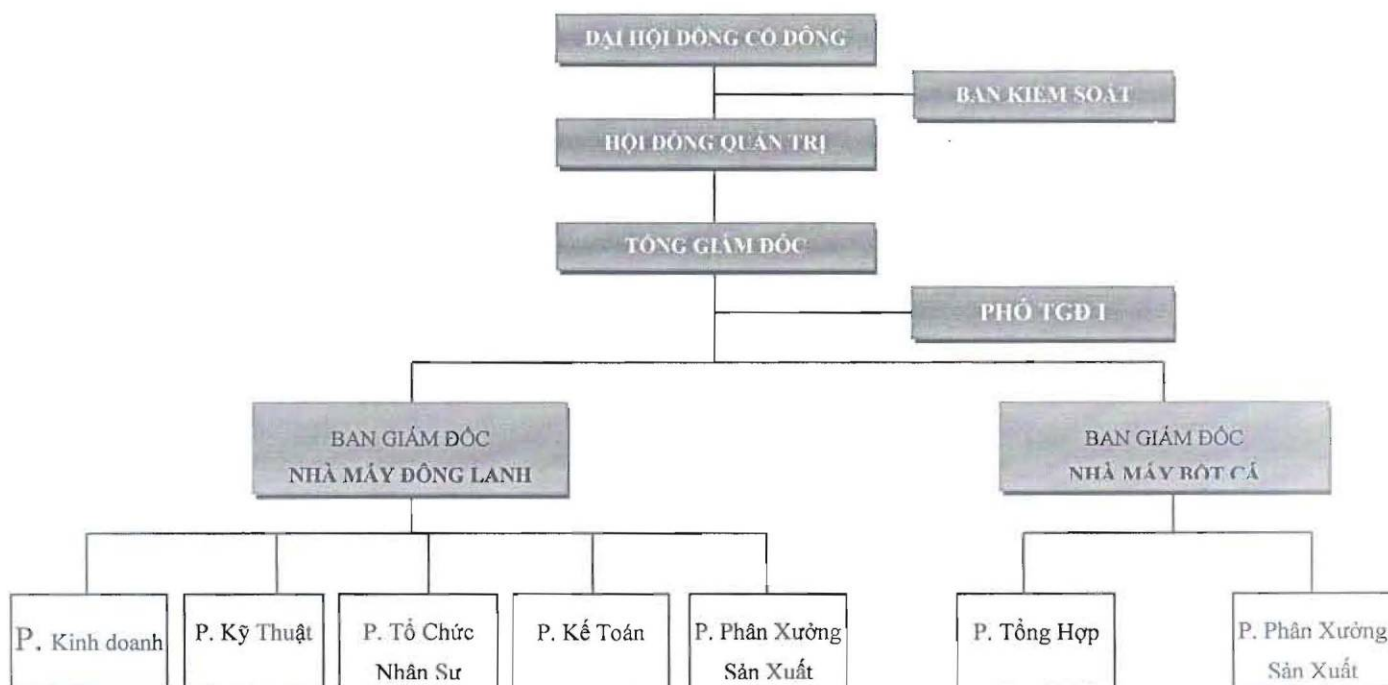 ĐẠI HỘI ĐỒNG CỔ ĐÔNG
BAN KIỂM SOÁT
HỘI ĐỒNG QUẢN TRỊ
TỔNG GIÁM ĐỐC
PHÓ TGĐ I
BAN GIÁM ĐỐC
NHÀ MÁY ĐÔNG LẠNH
BAN GIÁM ĐỐC
NHÀ MÁY BỘT CÁ
P. Kinh doanh
P. Kỹ Thuật
P. Tổ Chức
Nhân Sự
P. Kế Toán
P. Phân Xưởng
Sản Xuất
P. Tổng Hợp
P. Phân Xưởng
Sản Xuất